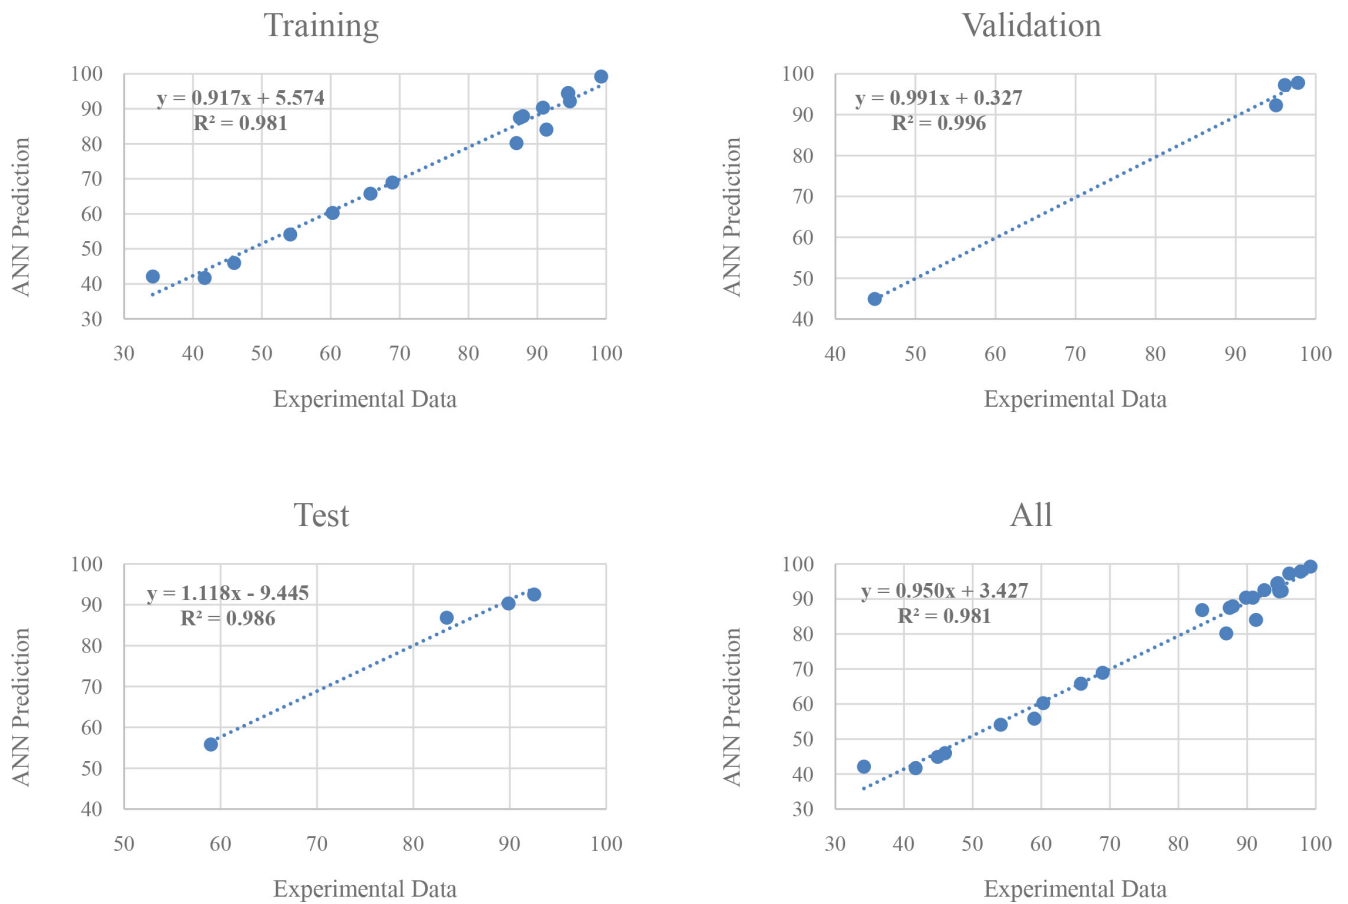 Training
y = 0.917x + 5.574
R² = 0.981
100
90
80
70
60
50
40
30
30 40 50 60 70 80 90 100
ANN Prediction
Experimental Data
Validation
y = 0.991x + 0.327
R² = 0.996
100
90
80
70
60
50
40
40 50 60 70 80 90 100
ANN Prediction
Experimental Data
Test
y = 1.118x - 9.445
R² = 0.986
100
90
80
70
60
50
40
50 60 70 80 90 100
ANN Prediction
Experimental Data
All
y = 0.950x + 3.427
R² = 0.981
100
90
80
70
60
50
40
30
30 40 50 60 70 80 90 100
ANN Prediction
Experimental Data